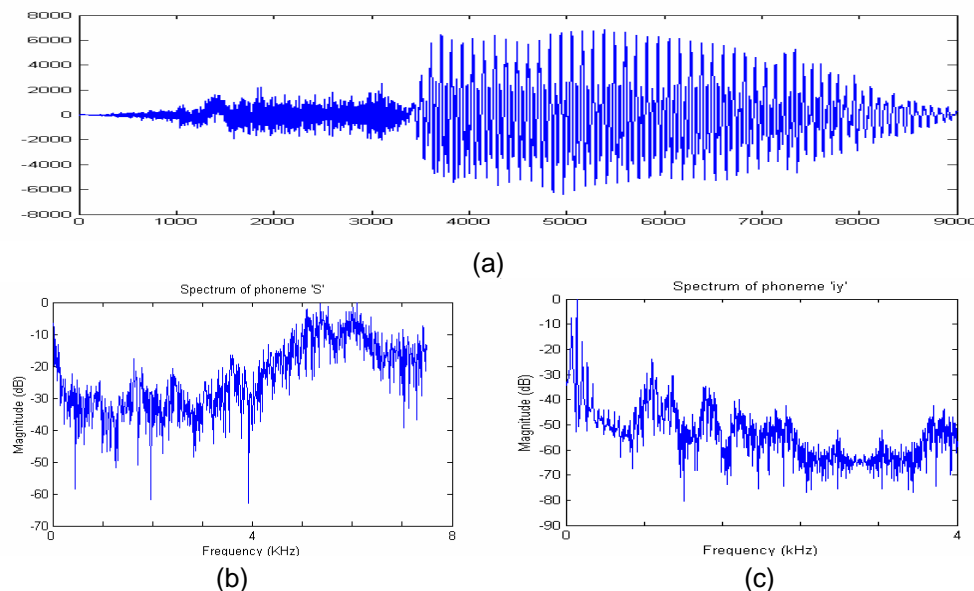 8000
6000
4000
2000
0
-2000
-4000
-6000
-8000
0 1000 2000 3000 4000 5000 6000 7000 8000 9000
(a)
Spectrum of phoneme 'S'
Magnitude (dB)
0
-10
-20
-30
-40
-50
-60
-70
0 4 8
Frequency (KHz)
(b)
Spectrum of phoneme 'iy'
Magnitude (dB)
0
-10
-20
-30
-40
-50
-60
-70
-80
-90
0 4
Frequency (kHz)
(c)